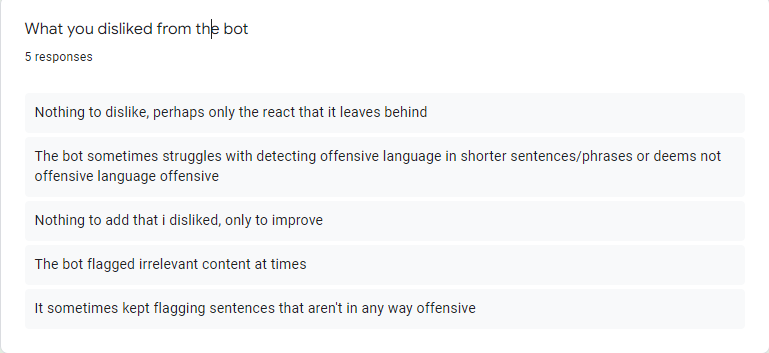 What you disliked from the bot
5 responses
Nothing to dislike, perhaps only the react that it leaves behind
The bot sometimes struggles with detecting offensive language in shorter sentences/phrases or deems not
offensive language offensive
Nothing to add that i disliked, only to improve
The bot flagged irrelevant content at times
It sometimes kept flagging sentences that aren't in any way offensive